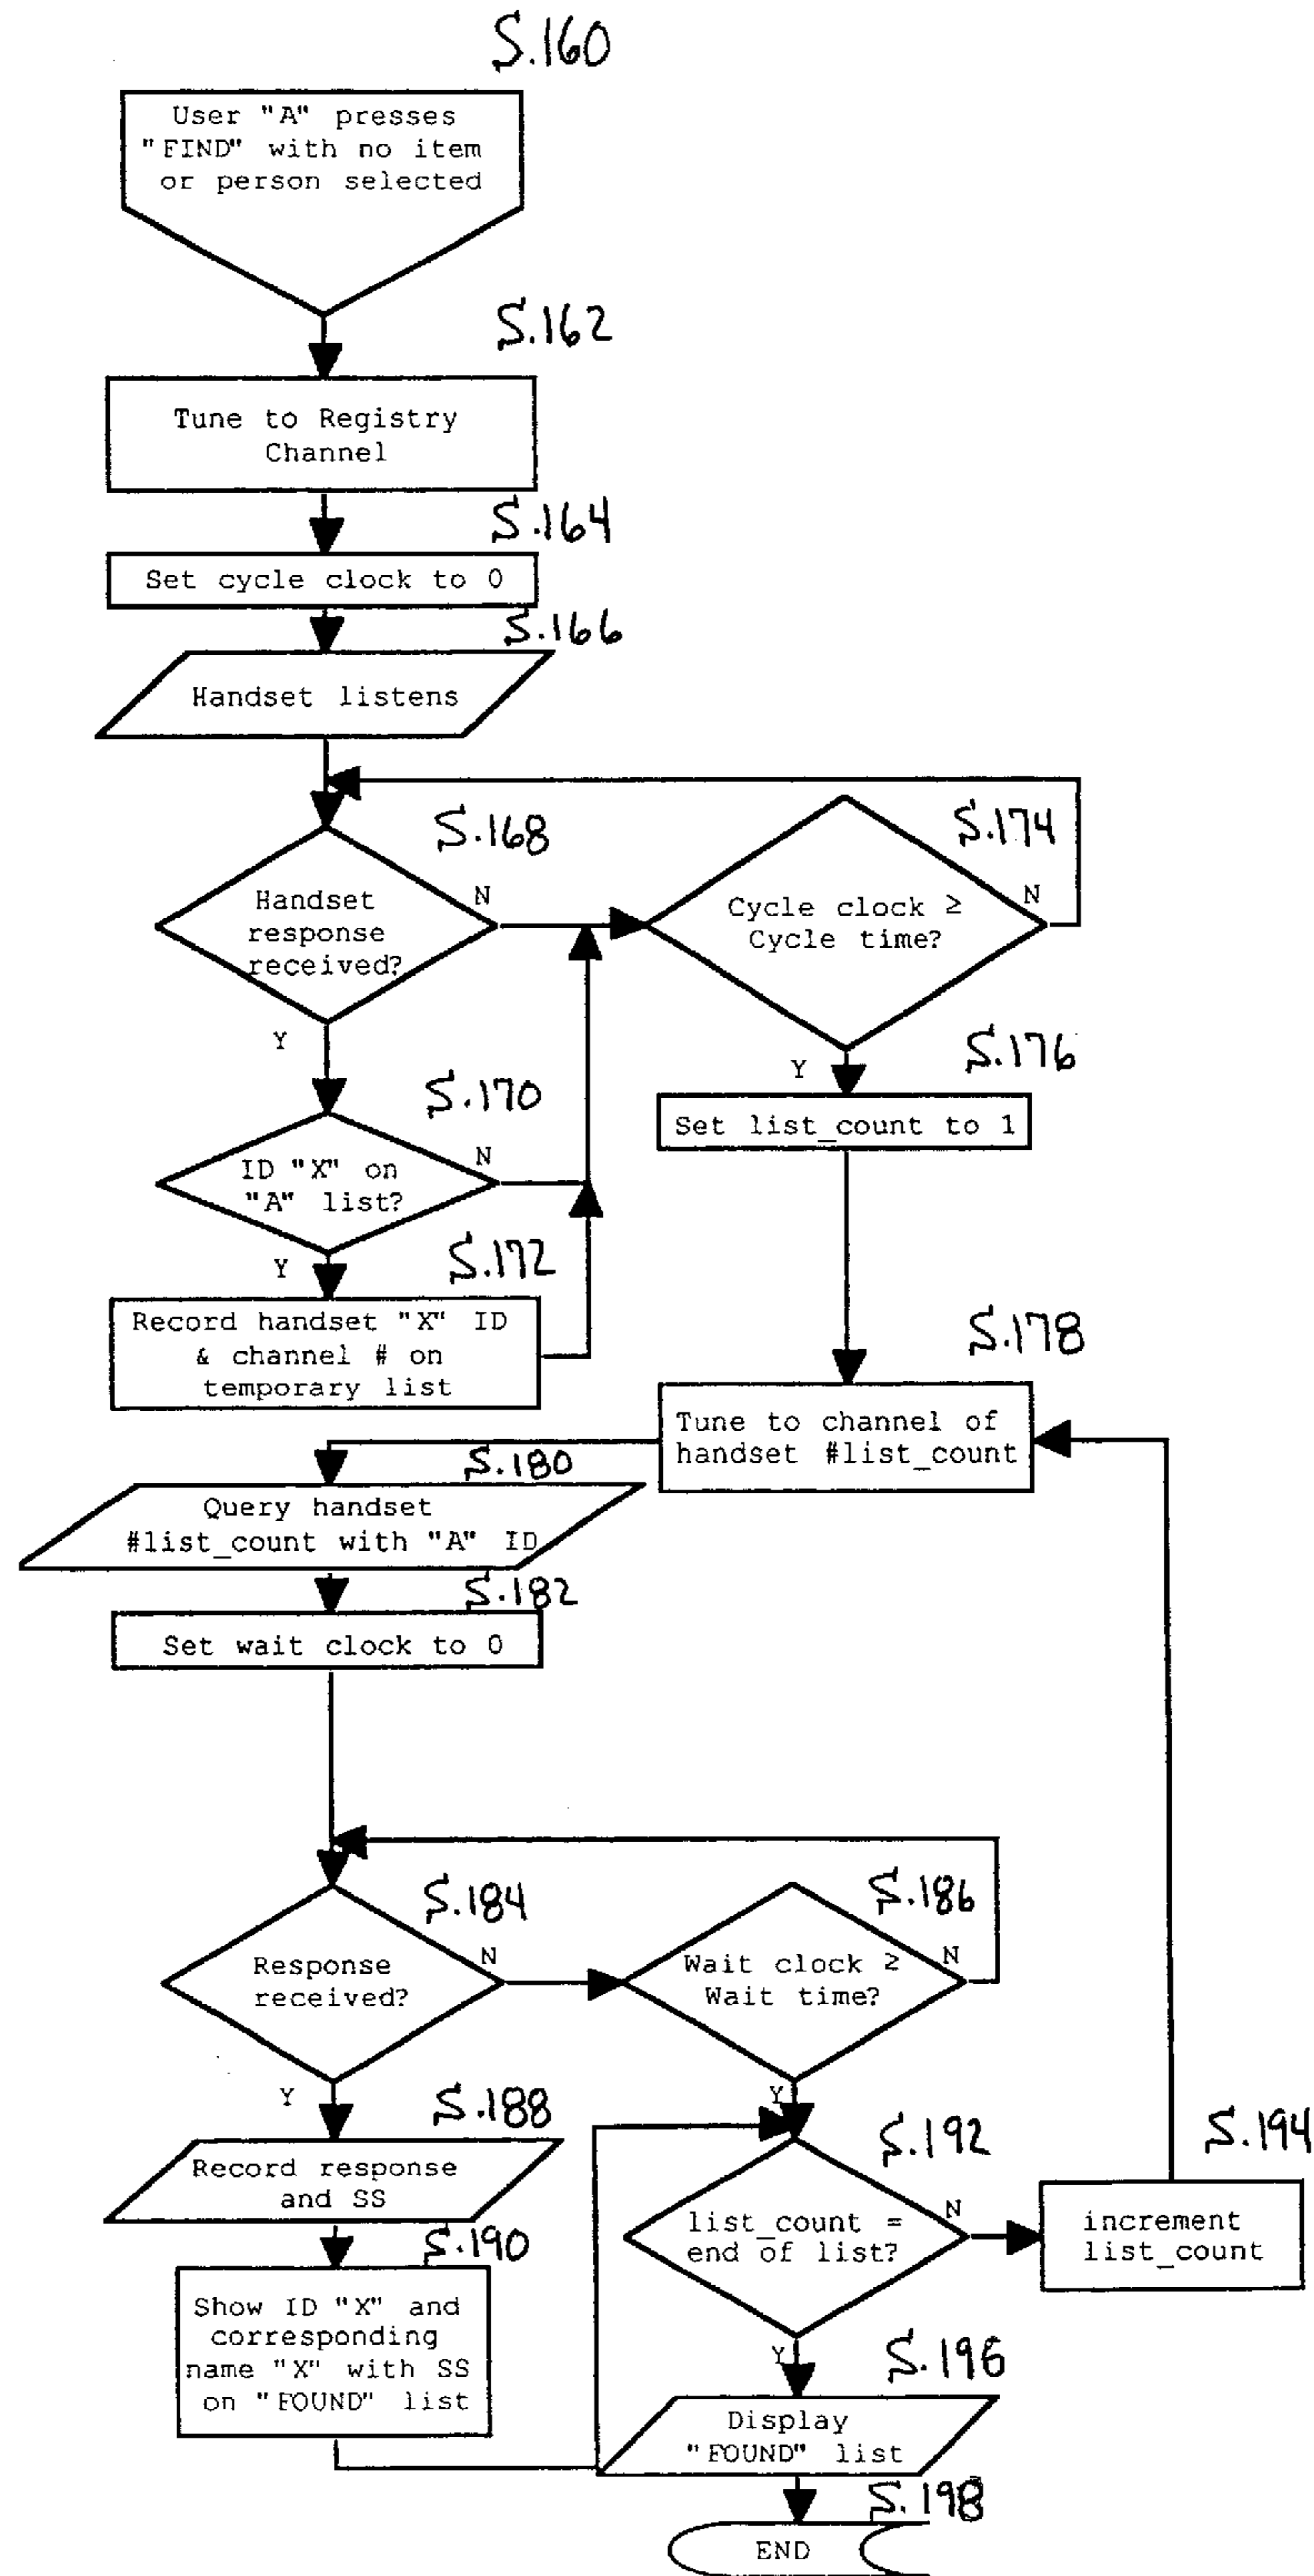 S.160
User "A" presses
"FIND" with no item
or person selected
S.162
Tune to Registry
Channel
S.164
Set cycle clock to 0
S.166
Handset listens
S.168
Handset
response
received?
N
Y
S.174
Cycle clock ≥
Cycle time?
N
Y
S.176
Set list_count to 1
S.170
ID "X" on
"A" list?
N
Y
S.172
Record handset "X" ID
& channel # on
temporary list
S.178
Tune to channel of
handset #list_count
S.180
Query handset
#list_count with "A" ID
S.182
Set wait clock to 0
S.184
Response
received?
N
Y
S.186
Wait clock ≥
Wait time?
N
Y
S.188
Record response
and SS
S.190
Show ID "X" and
corresponding
name "X" with SS
on "FOUND" list
S.192
list_count =
end of list?
N
Y
S.194
increment
list_count
S.196
Display
"FOUND" list
S.198
END